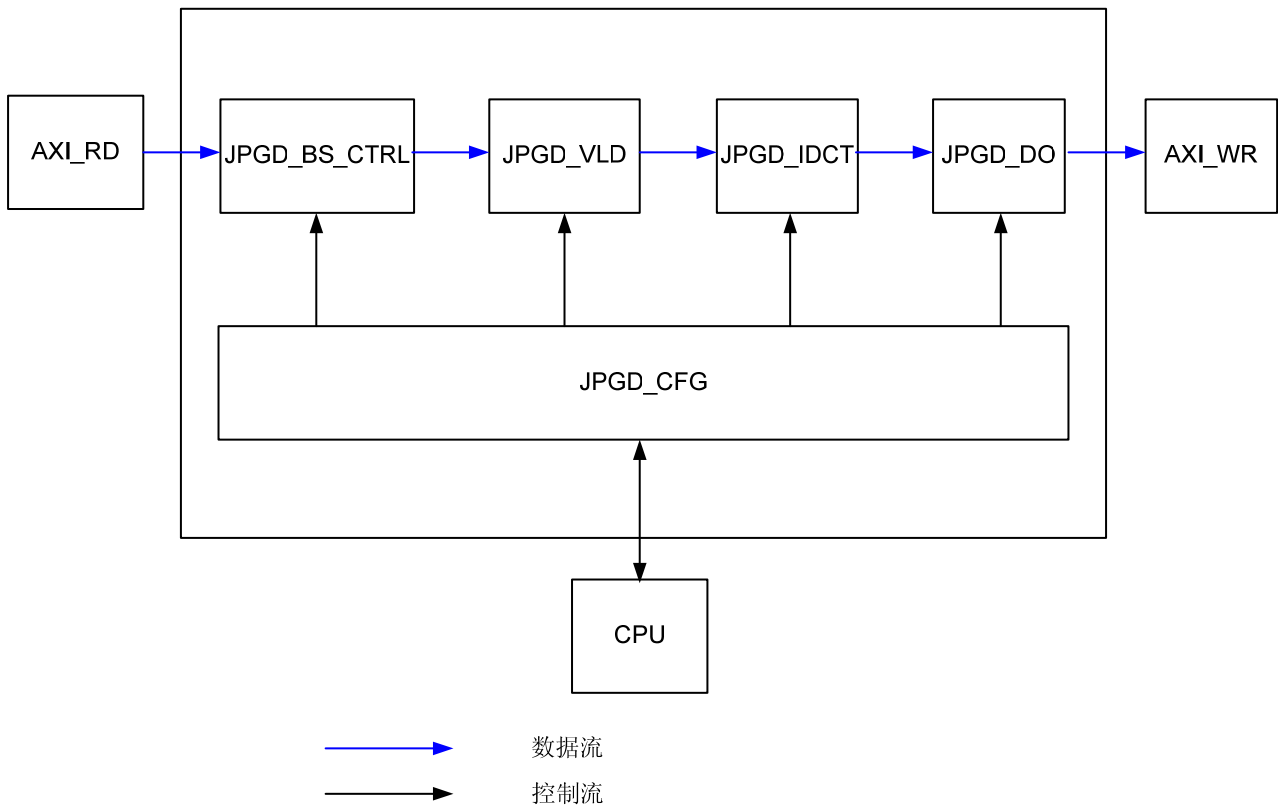 AXI_RD
JPGD_BS_CTRL
JPGD_VLD
JPGD_IDCT
JPGD_DO
AXI_WR
JPGD_CFG
CPU
数据流
控制流